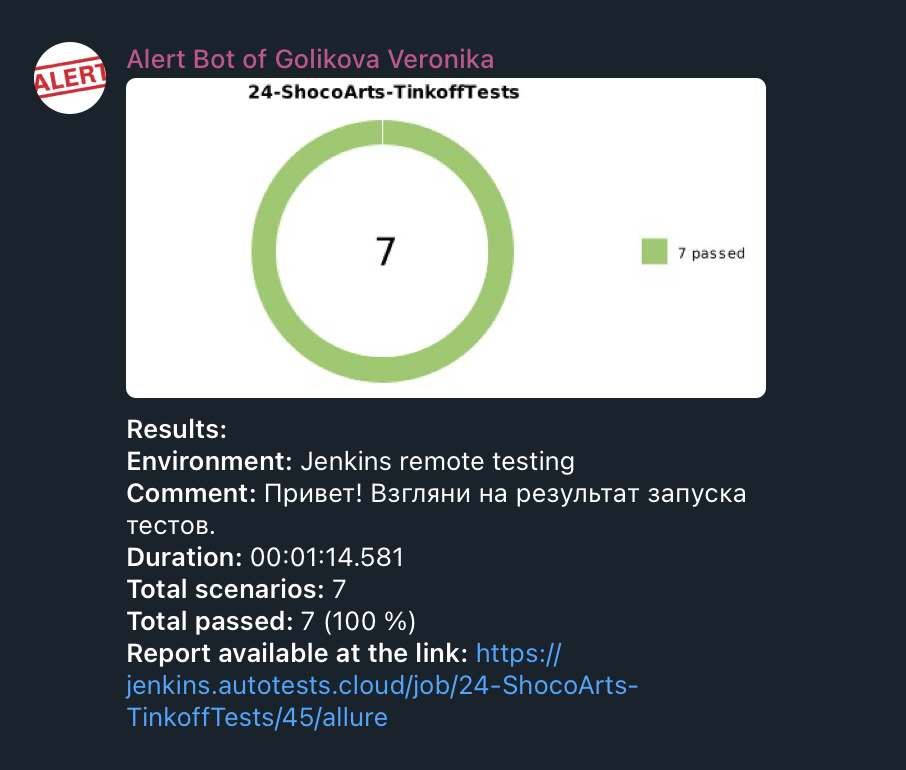 ALERT
Alert Bot of Golikova Veronika
24-ShocoArts-TinkoffTests
7
7 passed
Results:
Environment: Jenkins remote testing
Comment: Привет! Взгляни на результат запуска
тестов.
Duration: 00:01:14.581
Total scenarios: 7
Total passed: 7 (100 %)
Report available at the link: https://
jenkins.autotests.cloud/job/24-ShocoArts-
TinkoffTests/45/allure